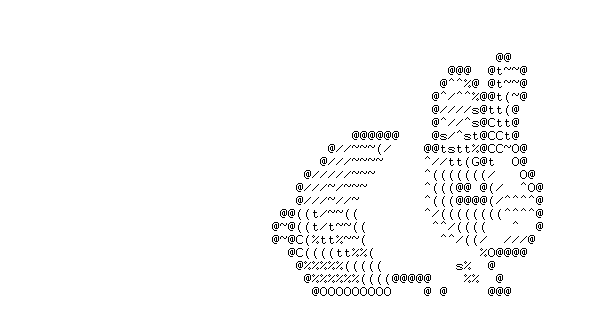 @@
                      @@@  @t~~@
                     @^^%@ @t~~@
                    @^/^^%@@t(~@
                    @////s@tt(@
                    @^//^s@Ctt@
          @@@@@@    @s/^st@CCt@
       @//~~~(/    @@tstt%@CC~O@
      @///~~~~     ^//tt(G@t  O@
    @/////~~~      ^(((((((/   O@
   @///~/~~~       ^(((@@ @(/  ^O@
   @///~//~        ^(((@@@@(/^^^^@
 @@((t/~~((        ^/((((((((^^^^@
@~@((t/t~~((        ^^/((((   ^  @
@~@C(%tt%~~(         ^^/((/  ///@
  @C((((tt%%(             %O@@@@
   @%%%%%(((((         s%  @
    @%%%%%%((((@@@@@    %%  @
     @OOOOOOOOO    @ @     @@@